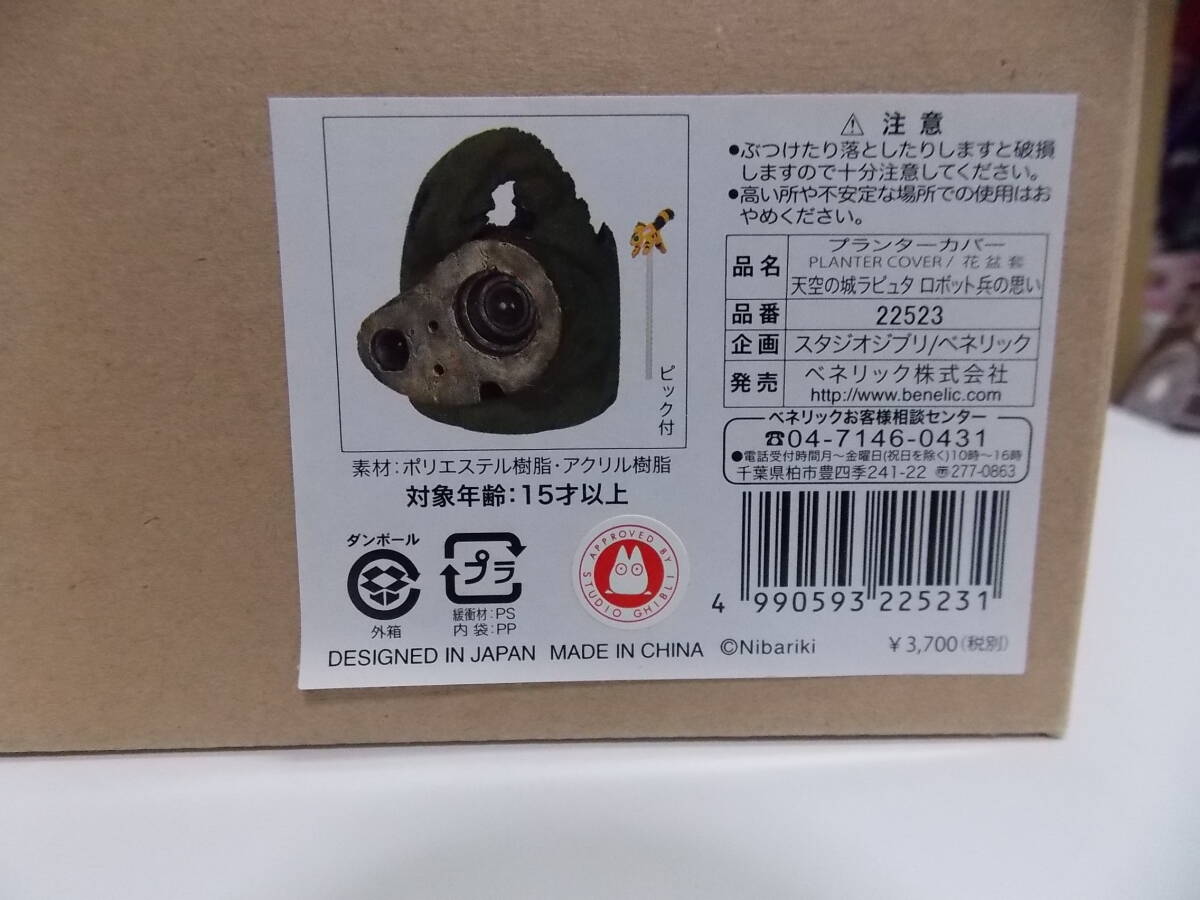 ピック付
素材：ポリエステル樹脂・アクリル樹脂
対象年齢：15才以上
ダンボール
外箱
プラ
緩衝材：PS
内 袋：PP
APPROVED BY
STUDIO GHIBLI
DESIGNED IN JAPAN MADE IN CHINA ©Nibariki
⚠ 注 意
●ぶつけたり落としたりしますと破損
しますので十分注意してください。
●高い所や不安定な場所での使用はお
やめください。
品名
プランターカバー
PLANTER COVER / 花盆套
天空の城ラピュタ ロボット兵の思い
品番 22523
企画 スタジオジブリ/ベネリック
発売 ベネリック株式会社
http://www.benelic.com
ベネリックお客様相談センター
☎04-7146-0431
●電話受付時間月～金曜日(祝日を除く)10時～16時
千葉県柏市豊四季241-22 〠277-0863
4 990593 225231
¥3,700(税別)